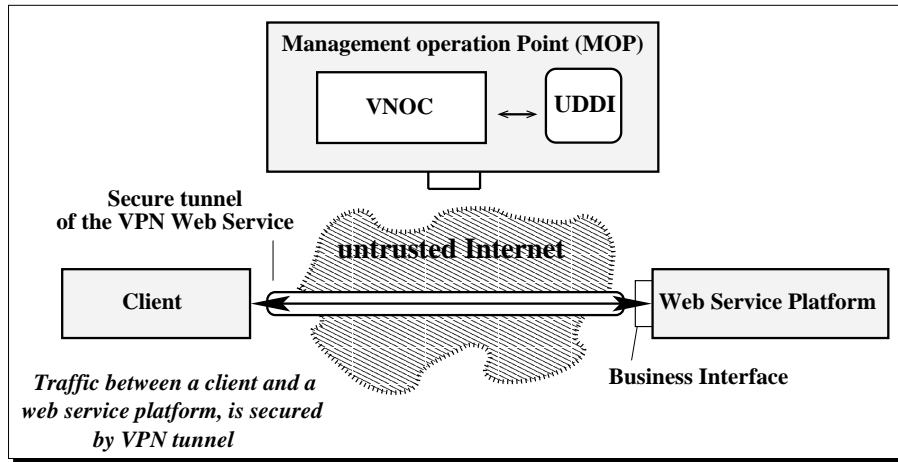 Management operation Point (MOP)
VNOC
UDDI
Secure tunnel
of the VPN Web Service
untrusted Internet
Client
Web Service Platform
Business Interface
Traffic between a client and a
web service platform, is secured
by VPN tunnel